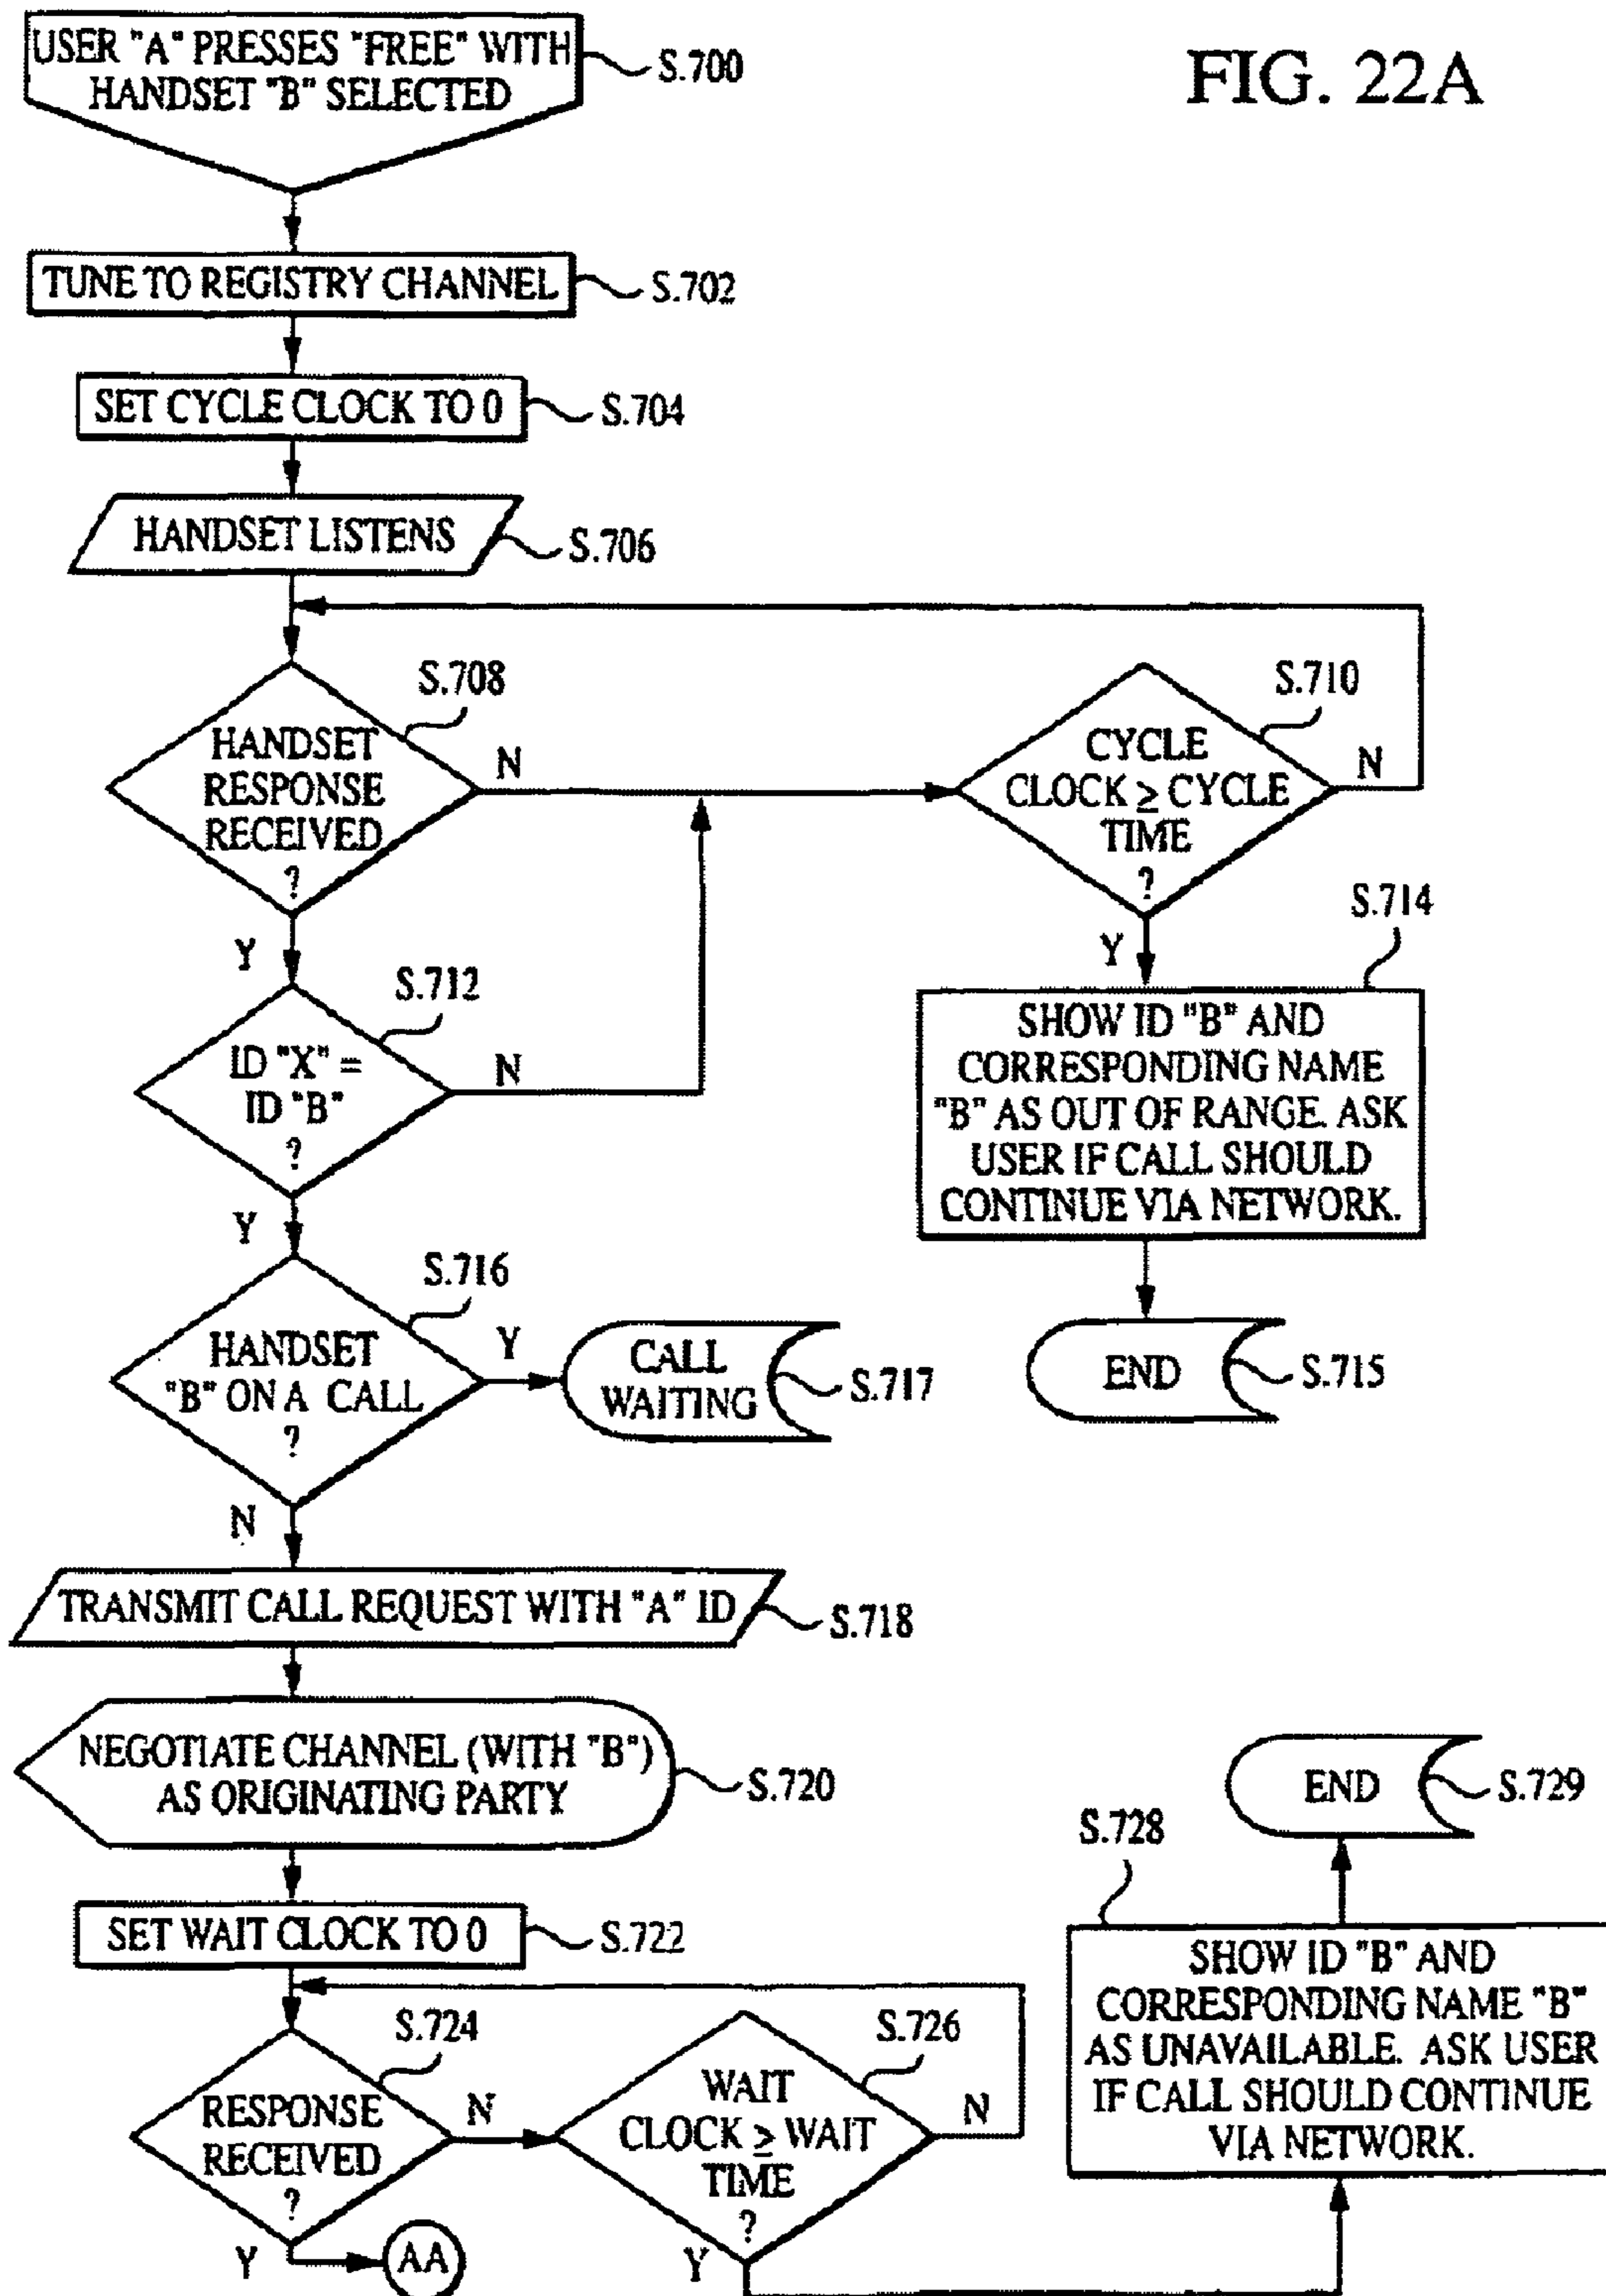 FIG. 22A
USER "A" PRESSES "FREE" WITH
HANDSET "B" SELECTED
S.700
TUNE TO REGISTRY CHANNEL
S.702
SET CYCLE CLOCK TO 0
S.704
HANDSET LISTENS
S.706
S.708
HANDSET
RESPONSE
RECEIVED
?
N
Y
S.710
CYCLE
CLOCK ≥ CYCLE
TIME
?
N
Y
S.712
ID "X" =
ID "B"
?
N
Y
S.714
SHOW ID "B" AND
CORRESPONDING NAME
"B" AS OUT OF RANGE. ASK
USER IF CALL SHOULD
CONTINUE VIA NETWORK.
END
S.715
S.716
HANDSET
"B" ON A CALL
?
Y
N
CALL
WAITING
S.717
TRANSMIT CALL REQUEST WITH "A" ID
S.718
NEGOTIATE CHANNEL (WITH "B")
AS ORIGINATING PARTY
S.720
SET WAIT CLOCK TO 0
S.722
S.724
RESPONSE
RECEIVED
?
N
Y
AA
S.726
WAIT
CLOCK ≥ WAIT
TIME
?
N
Y
S.728
SHOW ID "B" AND
CORRESPONDING NAME "B"
AS UNAVAILABLE. ASK USER
IF CALL SHOULD CONTINUE
VIA NETWORK.
END
S.729